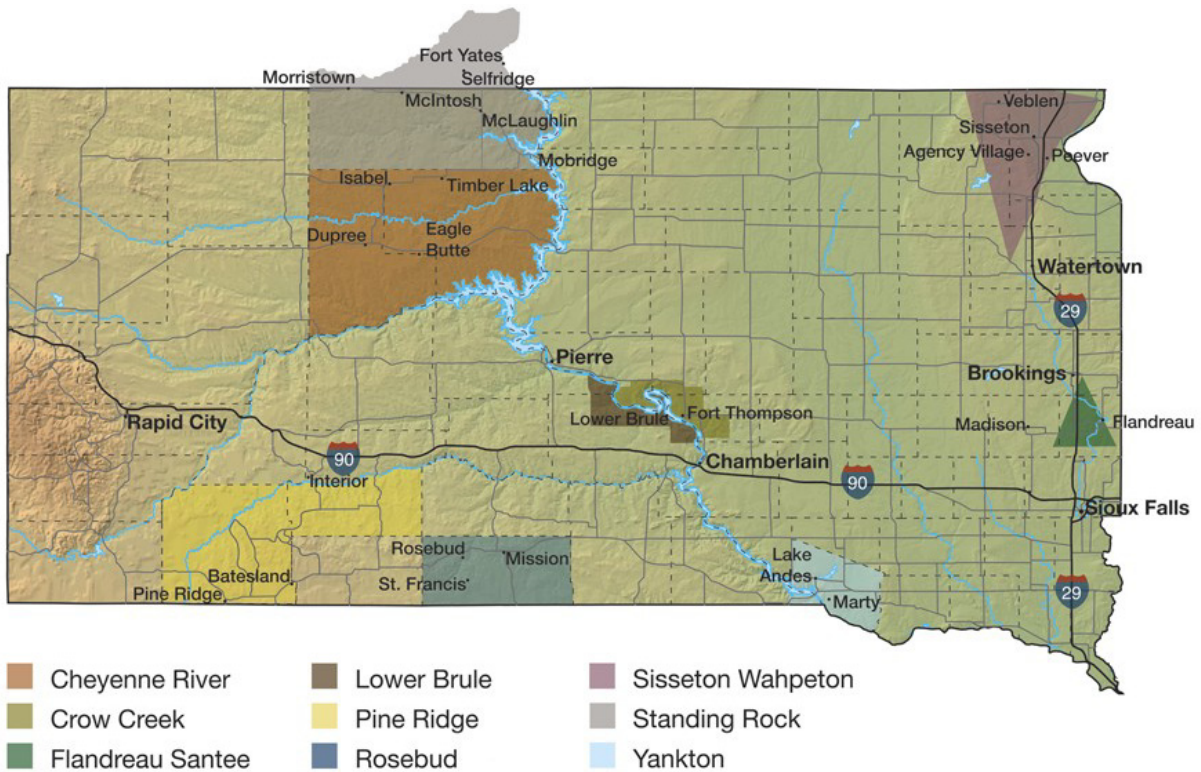 Fort Yates
Morristown
Selfridge
McIntosh
McLaughlin
Veblen
Sisseton
Mobridge
Agency Village
Peever
Isabel
Timber Lake
Dupree
Eagle
Butte
Watertown
29
Pierre
Brookings
Rapid City
Lower Brule
Fort Thompson
Madison
Flandreau
90
Chamberlain
Interior
90
Sioux Falls
Rosebud
Mission
Lake
Andes
Batesland
St. Francis
Pine Ridge
Marty
29
Cheyenne River
Lower Brule
Sisseton Wahpeton
Crow Creek
Pine Ridge
Standing Rock
Flandreau Santee
Rosebud
Yankton